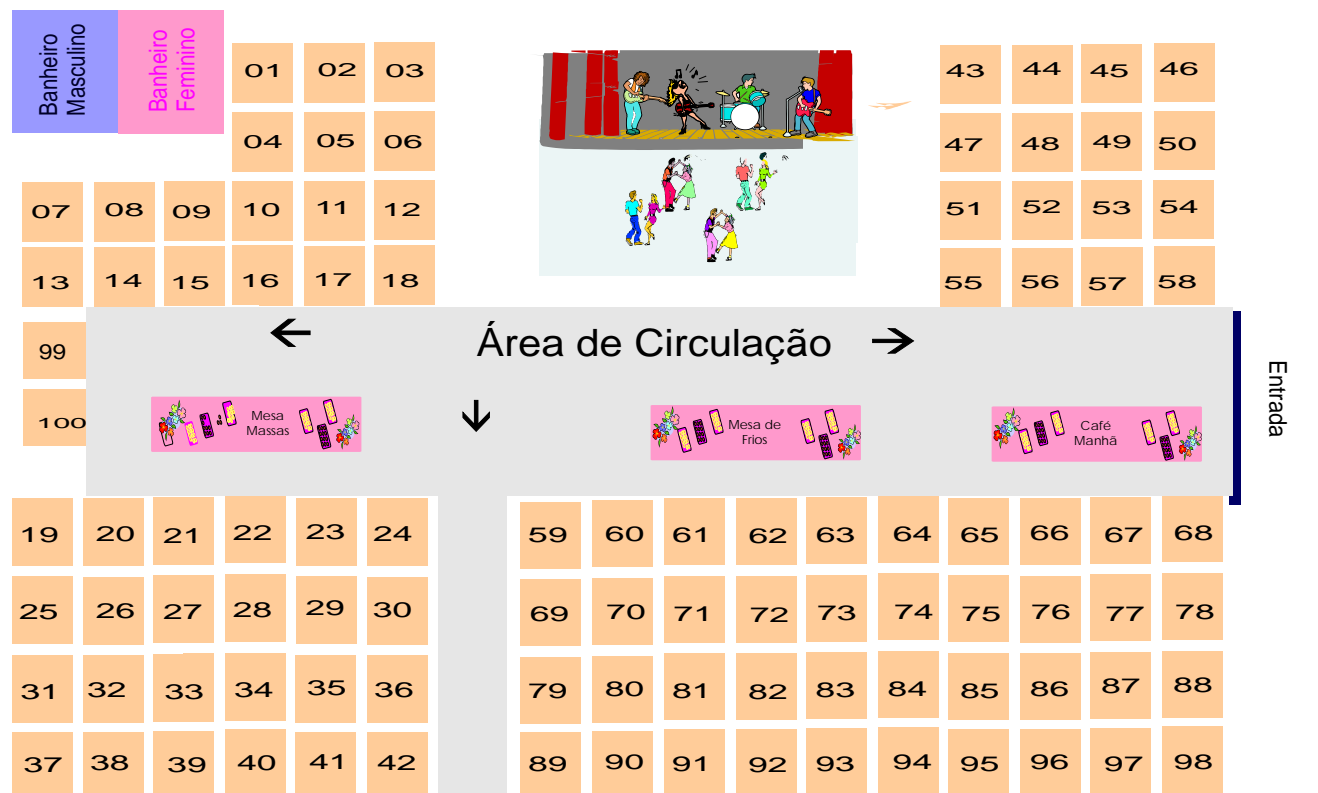 Banheiro
Masculino
Banheiro
Feminino
01 02 03
04 05 06
07 08 09 10 11 12
13 14 15 16 17 18
43 44 45 46
47 48 49 50
51 52 53 54
55 56 57 58
99
100
← Área de Circulação →
↓
Mesa
Massas
Mesa de
Frios
Café
Manhã
Entrada
19 20 21 22 23 24
25 26 27 28 29 30
31 32 33 34 35 36
37 38 39 40 41 42
59 60 61 62 63 64 65 66 67 68
69 70 71 72 73 74 75 76 77 78
79 80 81 82 83 84 85 86 87 88
89 90 91 92 93 94 95 96 97 98